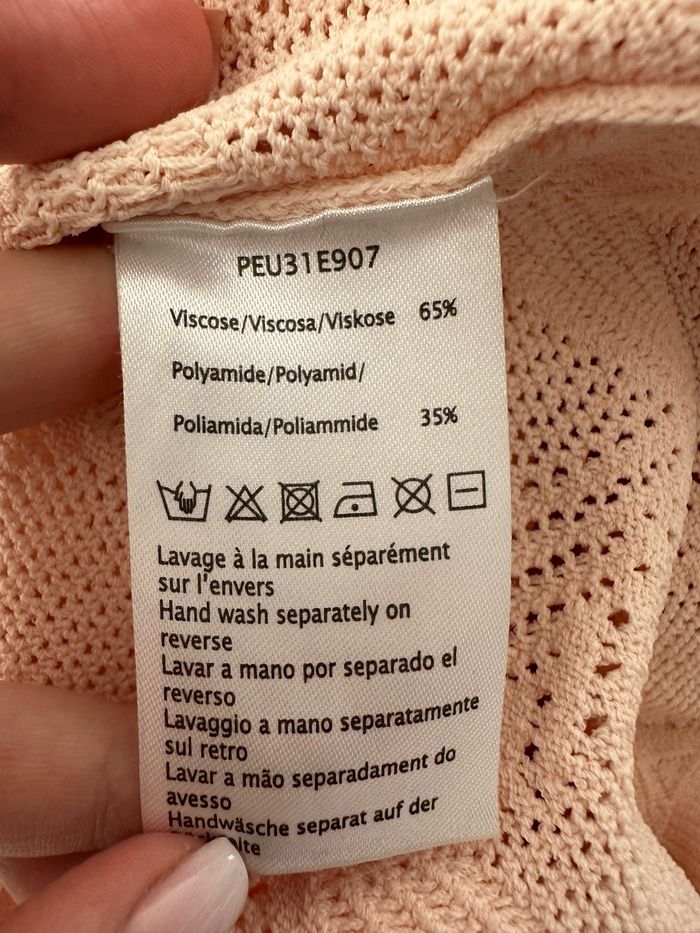 PEU31E907
Viscose/Viscosa/Viskose 65%
Polyamide/Polyamid/
Poliamida/Poliammide 35%
Lavage à la main séparément
sur l'envers
Hand wash separately on
reverse
Lavar a mano por separado el
reverso
Lavaggio a mano separatamente
sul retro
Lavar a mão separadament do
avesso
Handwäsche separat auf der